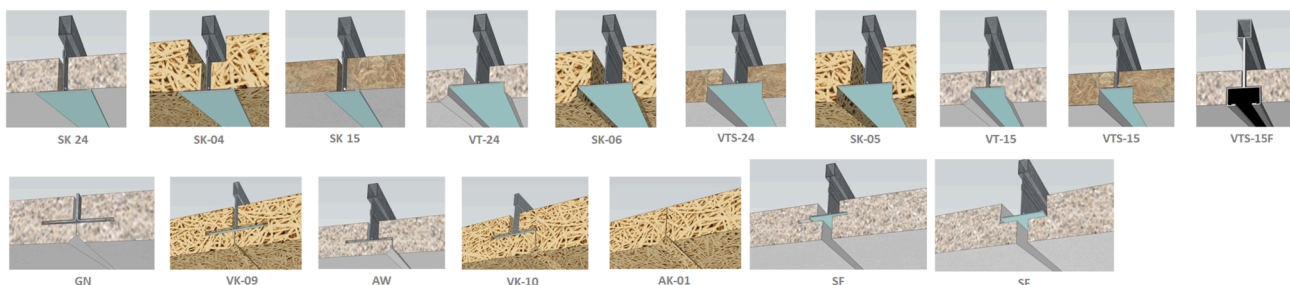 SK 24 SK-04 SK 15 VT-24 SK-06 VTS-24 SK-05 VT-15 VTS-15 VTS-15F
GN VK-09 AW VK-10 AK-01 SF SF